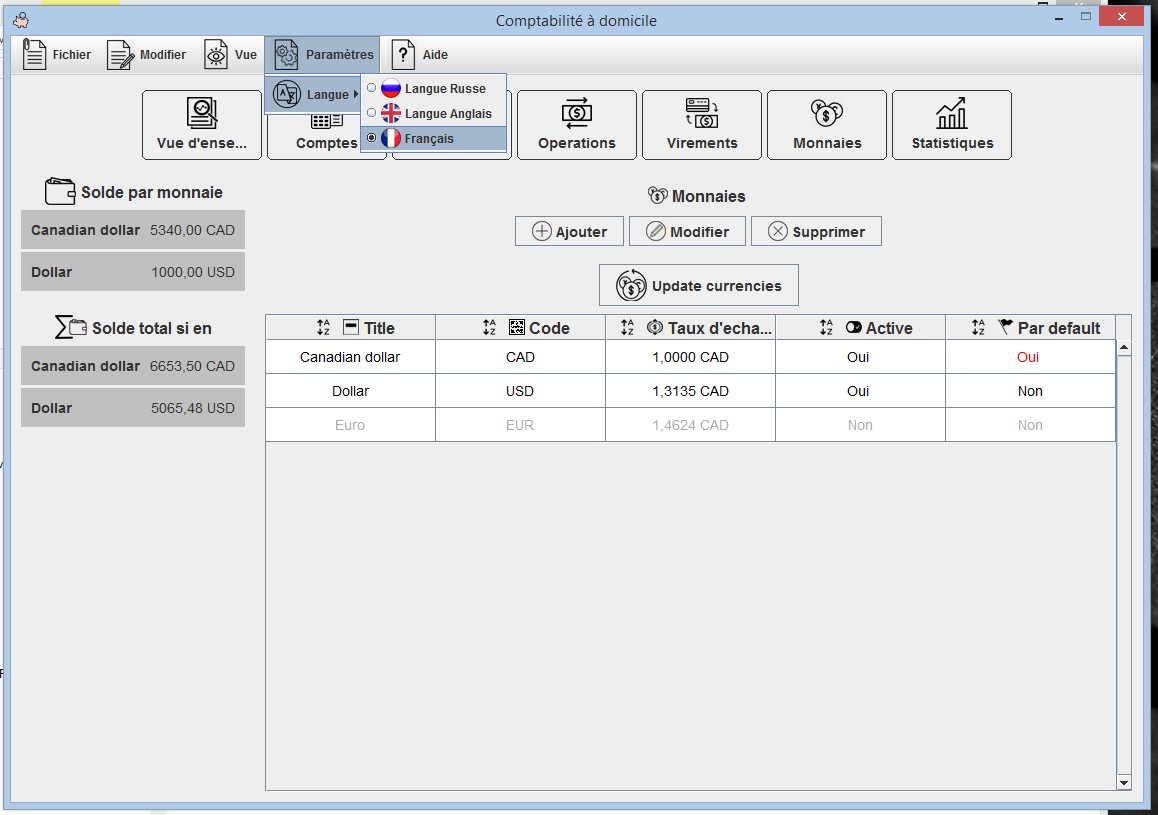 Comptabilité à domicile
Fichier Modifier Vue Paramètres Aide
Langue
Langue Russe
Langue Anglais
Français
Vue d'ense... Comptes Operations Virements Monnaies Statistiques
Solde par monnaie
Canadian dollar 5340,00 CAD
Dollar 1000,00 USD
Solde total si en
Canadian dollar 6653,50 CAD
Dollar 5065,48 USD
Monnaies
Ajouter Modifier Supprimer
Update currencies
Title Code Taux d'echa... Active Par default
Canadian dollar CAD 1,0000 CAD Oui Oui
Dollar USD 1,3135 CAD Oui Non
Euro EUR 1,4624 CAD Non Non